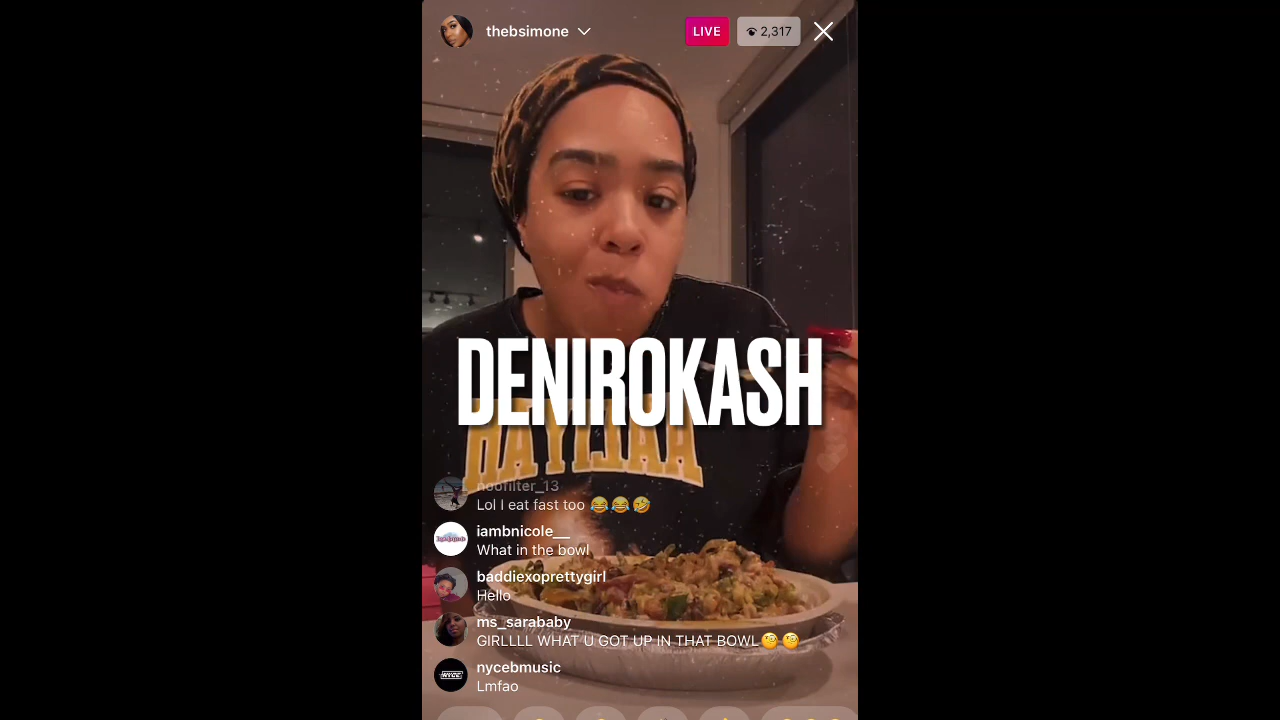 thebsimone
LIVE
2,317
DENIROKASH
noofilter_13
Lol I eat fast too 😂😂🤣
iambnicole__
What in the bowl
baddiexoprettygirl
Hello
ms_sarababy
GIRLLLL WHAT U GOT UP IN THAT BOWL🧐🧐
nycebmusic
Lmfao